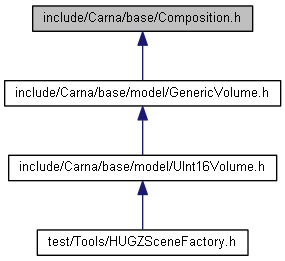 include/Carna/base/Composition.h
include/Carna/base/model/GenericVolume.h
include/Carna/base/model/UInt16Volume.h
test/Tools/HUGZSceneFactory.h